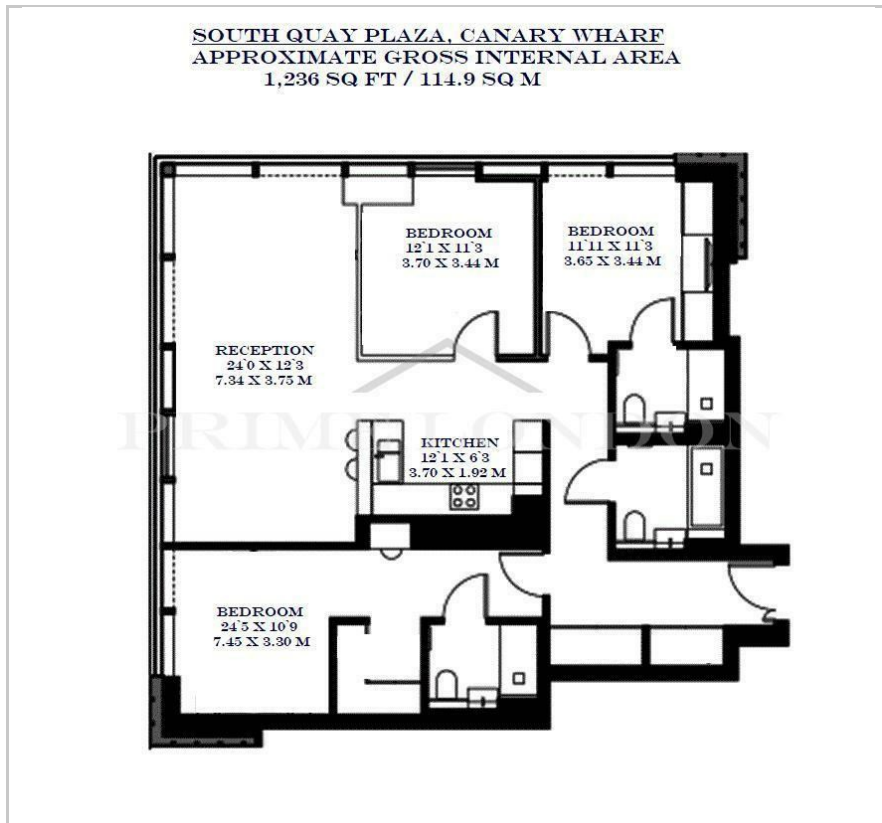 SOUTH QUAY PLAZA, CANARY WHARF
APPROXIMATE GROSS INTERNAL AREA
1,236 SQ FT / 114.9 SQ M
BEDROOM
12'1 X 11'3
3.70 X 3.44 M
BEDROOM
11'11 X 11'3
3.65 X 3.44 M
RECEPTION
24'0 X 12'3
7.34 X 3.75 M
PRIME LONDON
KITCHEN
12'1 X 6'3
3.70 X 1.92 M
BEDROOM
24'5 X 10'9
7.45 X 3.30 M